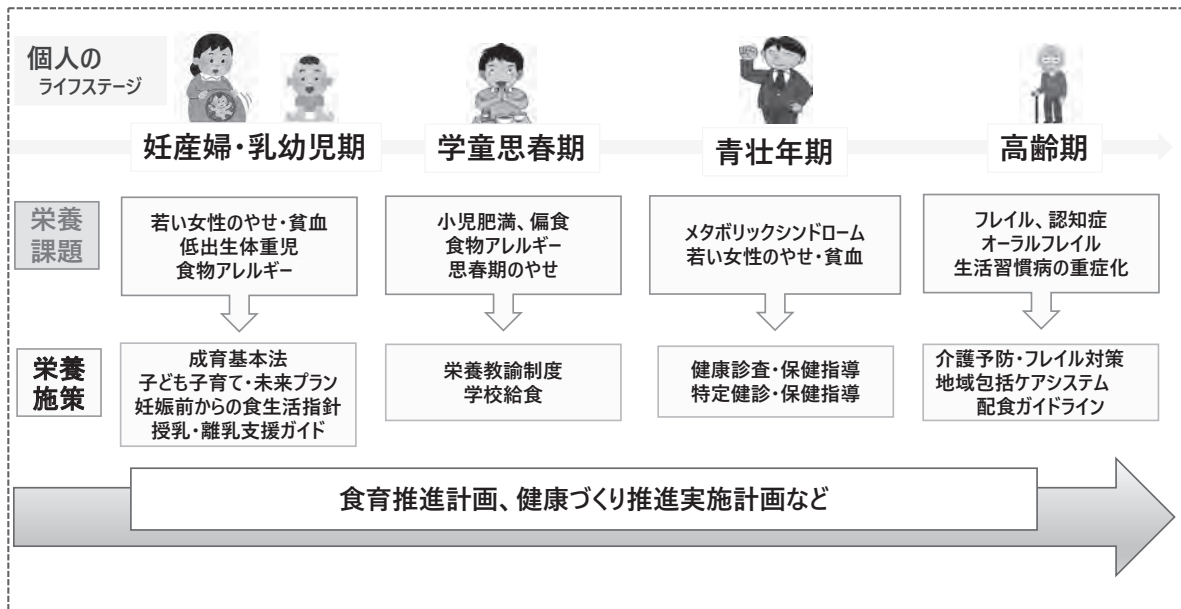 個人の
ライフステージ
妊産婦・乳幼児期
学童思春期
青壮年期
高齢期
栄養
課題
若い女性のやせ・貧血
低出生体重児
食物アレルギー
小児肥満、偏食
食物アレルギー
思春期のやせ
メタボリックシンドローム
若い女性のやせ・貧血
フレイル、認知症
オーラルフレイル
生活習慣病の重症化
栄養
施策
成育基本法
子ども子育て・未来プラン
妊娠前からの食生活指針
授乳・離乳支援ガイド
栄養教諭制度
学校給食
健康診査・保健指導
特定健診・保健指導
介護予防・フレイル対策
地域包括ケアシステム
配食ガイドライン
食育推進計画、健康づくり推進実施計画など